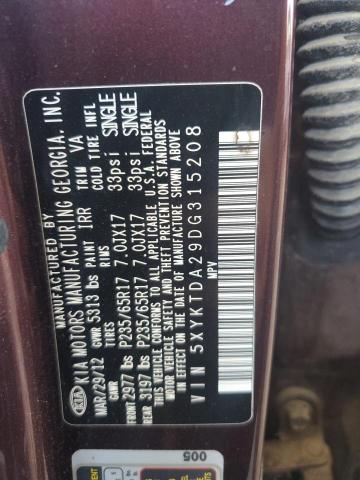 MANUFACTURED BY
KIA MOTORS MANUFACTURING GEORGIA, INC.
KIA
MAR/29/12 PAINT IRR TRIM VA
GVWR 5313 lbs
GAWR TIRES RIMS COLD TIRE INFL
FRONT 2977 lbs P235/65R17 7.0JX17 33psi SINGLE
REAR 3197 lbs P235/65R17 7.0JX17 33psi SINGLE
THIS VEHICLE CONFORMS TO ALL APPLICABLE U.S.A. FEDERAL
MOTOR VEHICLE SAFETY AND THEFT PREVENTION
STANDARDS IN EFFECT ON THE DATE OF MANUFACTURE
SHOWN ABOVE.
VIN 5XYKTDA29DG315208
MPV
005